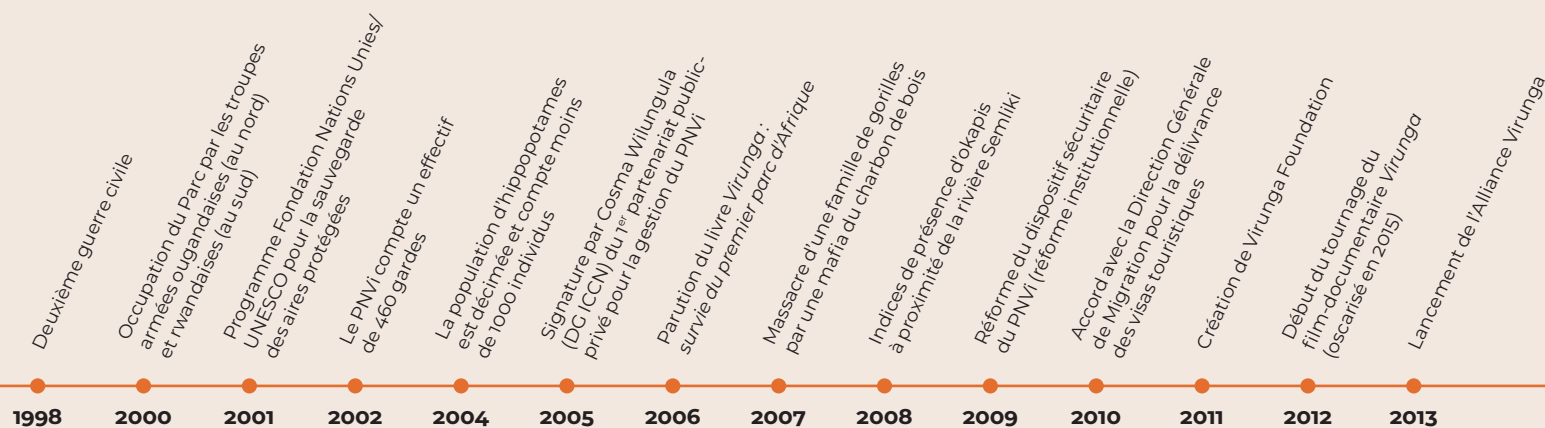 Deuxième guerre civile
Occupation du Parc par les troupes
armées ougandaises (au nord)
et rwandaises (au sud)
Programme Fondation Nations Unies/
UNESCO pour la sauvegarde
des aires protégées
Le PNVi compte un effectif
de 460 gardes
La population d'hippopotames
est décimée et compte moins
de 1000 individus
Signature par Cosma Wilungula
(DG ICCN) du 1er partenariat public-
privé pour la gestion du PNVi
Parution du livre Virunga :
survie du premier parc d'Afrique
Massacre d'une famille de gorilles
par une mafia du charbon de bois
Indices de présence d'okapis
à proximité de la rivière Semliki
Réforme du dispositif sécuritaire
du PNVi (réforme institutionnelle)
Accord avec la Direction Générale
de Migration pour la délivrance
des visas touristiques
Création de Virunga Foundation
Début du tournage du
film-documentaire Virunga
(oscarisé en 2015)
Lancement de l'Alliance Virunga
1998 2000 2001 2002 2004 2005 2006 2007 2008 2009 2010 2011 2012 2013